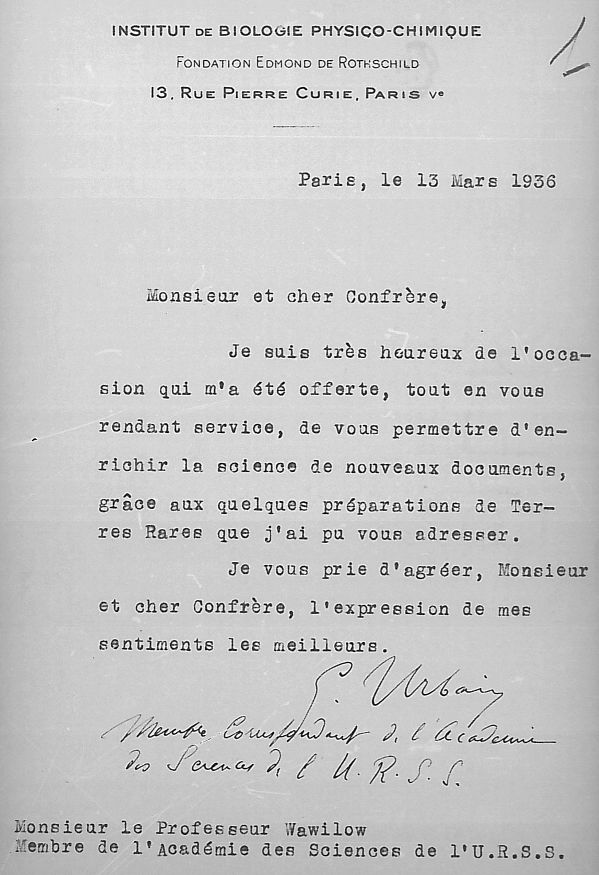 INSTITUT DE BIOLOGIE PHYSICO-CHIMIQUE
FONDATION EDMOND DE ROTHSCHILD
13, RUE PIERRE CURIE, PARIS Ve
1
Paris, le 13 Mars 1936
Monsieur et cher Confrère,
Je suis très heureux de l'occa-
sion qui m'a été offerte, tout en vous
rendant service, de vous permettre d'en-
richir la science de nouveaux documents,
grâce aux quelques préparations de Ter-
res Rares que j'ai pu vous adresser.
Je vous prie d'agréer, Monsieur
et cher Confrère, l'expression de mes
sentiments les meilleurs.
G. Urbain
Membre Correspondant de l'Academie
des Sciences de l'U.R.S.S.
Monsieur le Professeur Wawilow
Membre de l'Académie des Sciences de l'U.R.S.S.